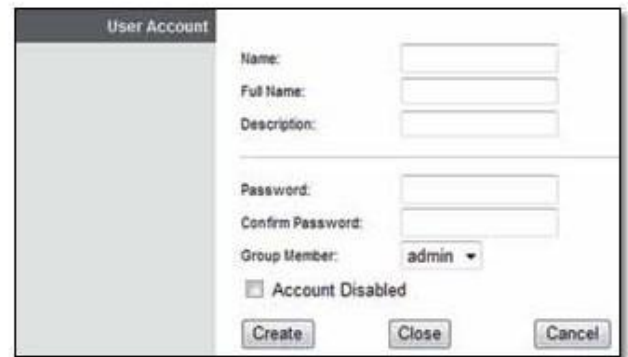 User Account
Name:
Full Name:
Description:
Password:
Confirm Password:
Group Member: admin
Account Disabled
Create Close Cancel